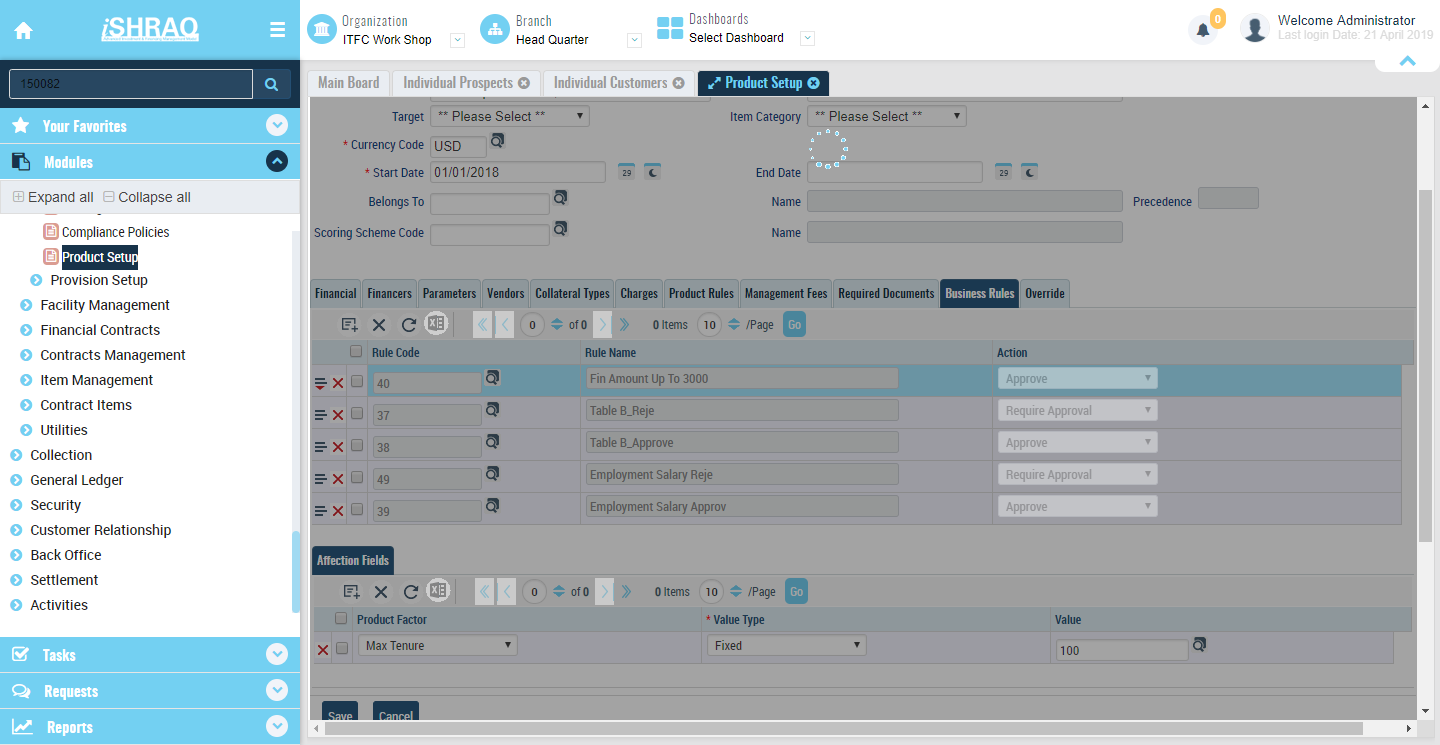 iSHRAQ
Organization
ITFC Work Shop
Branch
Head Quarter
Dashboards
Select Dashboard
0
Welcome Administrator
Last login Date: 21 April 2019
150082
Your Favorites
Modules
Expand all Collapse all
Compliance Policies
Product Setup
Provision Setup
Facility Management
Financial Contracts
Contracts Management
Item Management
Contract Items
Utilities
Collection
General Ledger
Security
Customer Relationship
Back Office
Settlement
Activities
Tasks
Requests
Reports
Main Board Individual Prospects Individual Customers Product Setup
Target ** Please Select ** Item Category ** Please Select **
* Currency Code USD
* Start Date 01/01/2018 29 End Date 29
Belongs To Name Precedence
Scoring Scheme Code Name
Financial Financers Parameters Vendors Collateral Types Charges Product Rules Management Fees Required Documents Business Rules Override
0 of 0 0 Items 10 /Page Go
Rule Code Rule Name Action
40 Fin Amount Up To 3000 Approve
37 Table B_Reje Require Approval
38 Table B_Approve Approve
49 Employment Salary Reje Require Approval
39 Employment Salary Approv Approve
Affection Fields
0 of 0 0 Items 10 /Page Go
Product Factor * Value Type Value
Max Tenure Fixed 100
Save Cancel